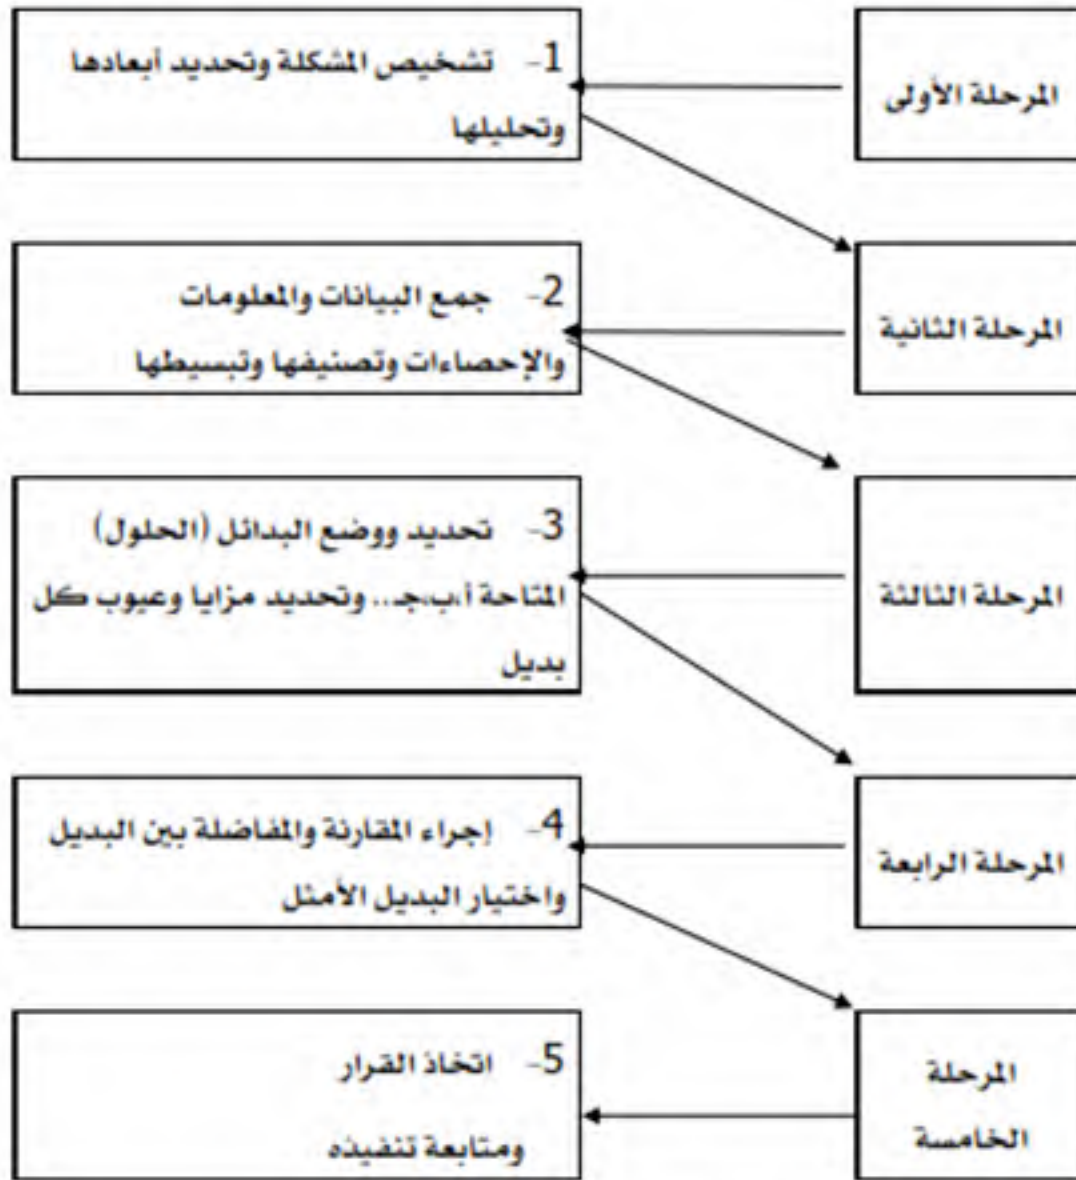 المرحلة الأولى
1- تشخيص المشكلة وتحديد أبعادها
وتحليلها
المرحلة الثانية
2- جمع البيانات والمعلومات
والإحصاءات وتصنيفها وتبسيطها
المرحلة الثالثة
3- تحديد ووضع البدائل (الحلول)
المتاحة أ،ب،جـ... وتحديد مزايا وعيوب كل
بديل
المرحلة الرابعة
4- إجراء المقارنة والمفاضلة بين البديل
واختيار البديل الأمثل
المرحلة
الخامسة
5- اتخاذ القرار
ومتابعة تنفيذه